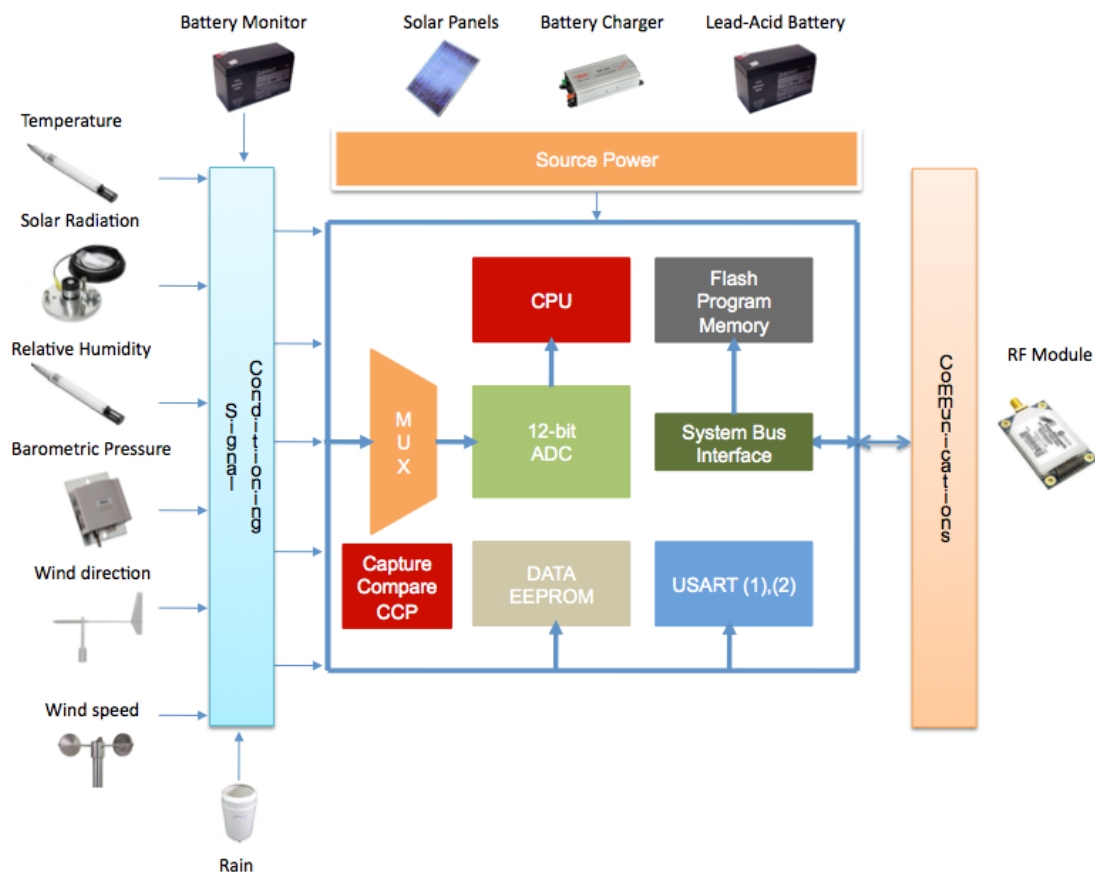 Battery Monitor
Solar Panels
Battery Charger
Lead-Acid Battery
Temperature
Source Power
Solar Radiation
CPU
Flash
Program
Memory
Relative Humidity
RF Module
Signal
Conditioning
MUX
12-bit
ADC
System Bus
Interface
Communications
Barometric Pressure
Wind direction
Capture
Compare
CCP
DATA
EEPROM
USART (1),(2)
Wind speed
Rain